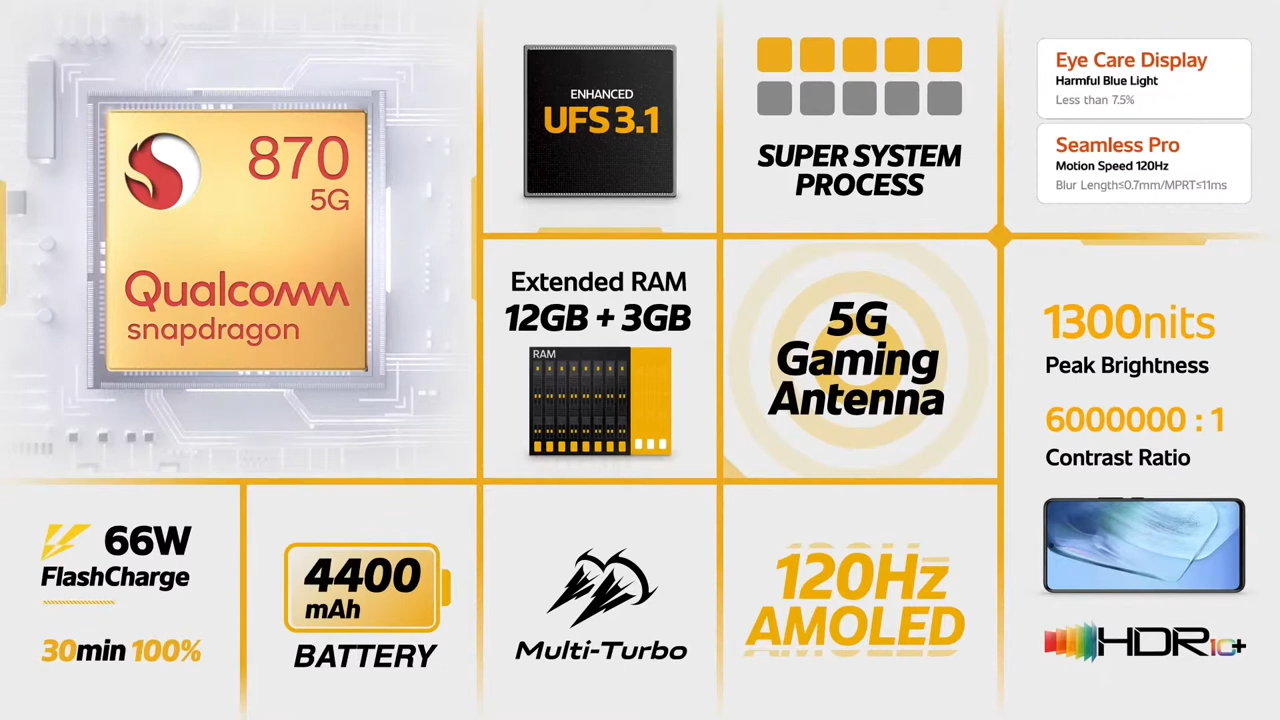 870
5G
Qualcomm
snapdragon
ENHANCED
UFS 3.1
SUPER SYSTEM
PROCESS
Eye Care Display
Harmful Blue Light
Less than 7.5%
Seamless Pro
Motion Speed 120Hz
Blur Length≤0.7mm/MPRT≤11ms
Extended RAM
12GB + 3GB
RAM
5G
Gaming
Antenna
1300nits
Peak Brightness
6000000 : 1
Contrast Ratio
66W
FlashCharge
30min 100%
4400
mAh
BATTERY
Multi-Turbo
120Hz
AMOLED
HDR10+